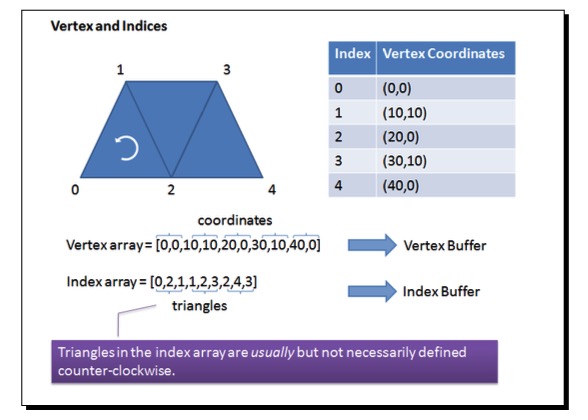 Vertex and Indices
1 3
0 2 4
Index Vertex Coordinates
0 (0,0)
1 (10,10)
2 (20,0)
3 (30,10)
4 (40,0)
coordinates
Vertex array = [0,0,10,10,20,0,30,10,40,0] Vertex Buffer
Index array = [0,2,1,1,2,3,2,4,3] Index Buffer
triangles
Triangles in the index array are usually but not necessarily defined
counter-clockwise.